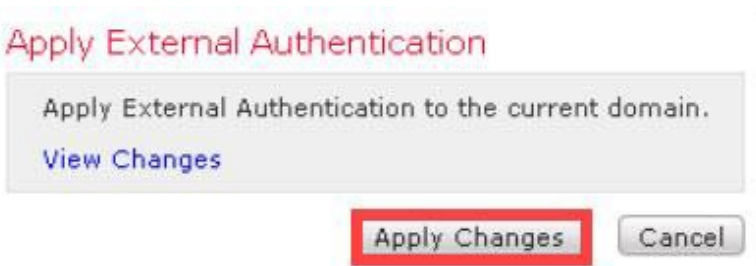 Apply External Authentication
Apply External Authentication to the current domain.
View Changes
Apply Changes Cancel